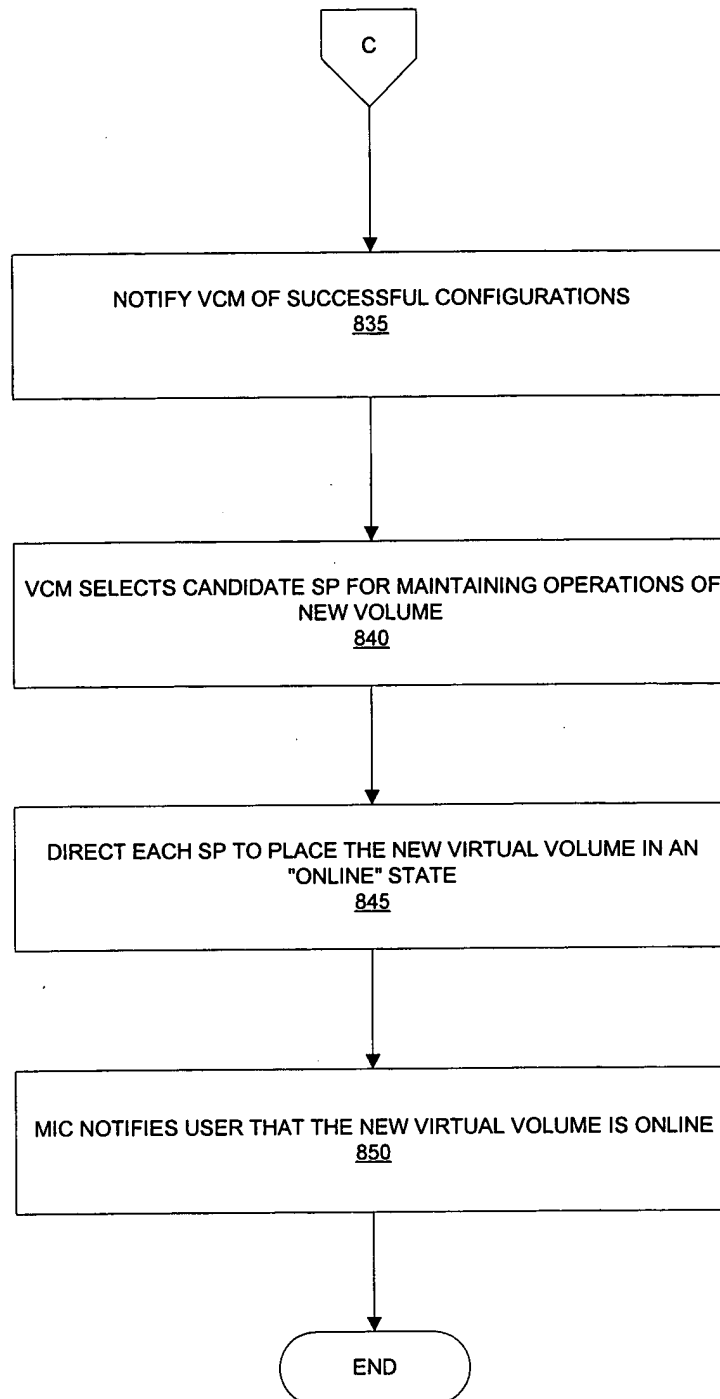 C
NOTIFY VCM OF SUCCESSFUL CONFIGURATIONS
835
VCM SELECTS CANDIDATE SP FOR MAINTAINING OPERATIONS OF
NEW VOLUME
840
DIRECT EACH SP TO PLACE THE NEW VIRTUAL VOLUME IN AN
"ONLINE" STATE
845
MIC NOTIFIES USER THAT THE NEW VIRTUAL VOLUME IS ONLINE
850
END